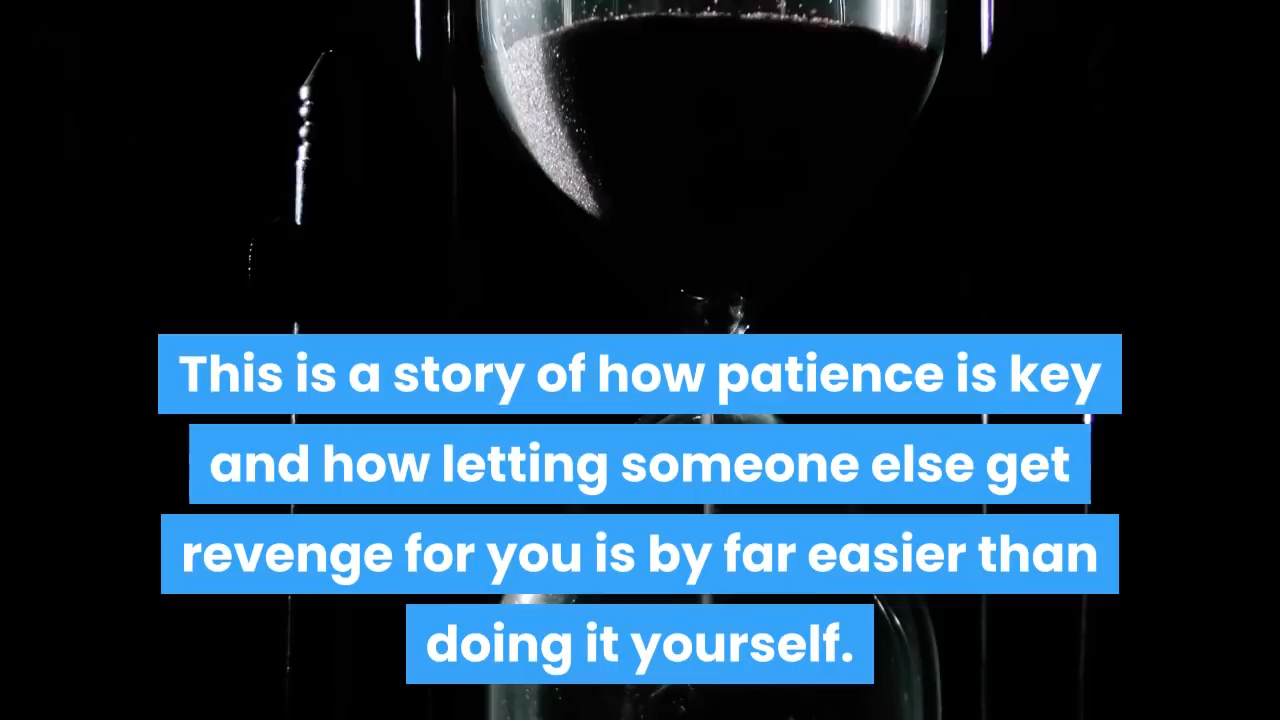 This is a story of how patience is key
and how letting someone else get
revenge for you is by far easier than
doing it yourself.